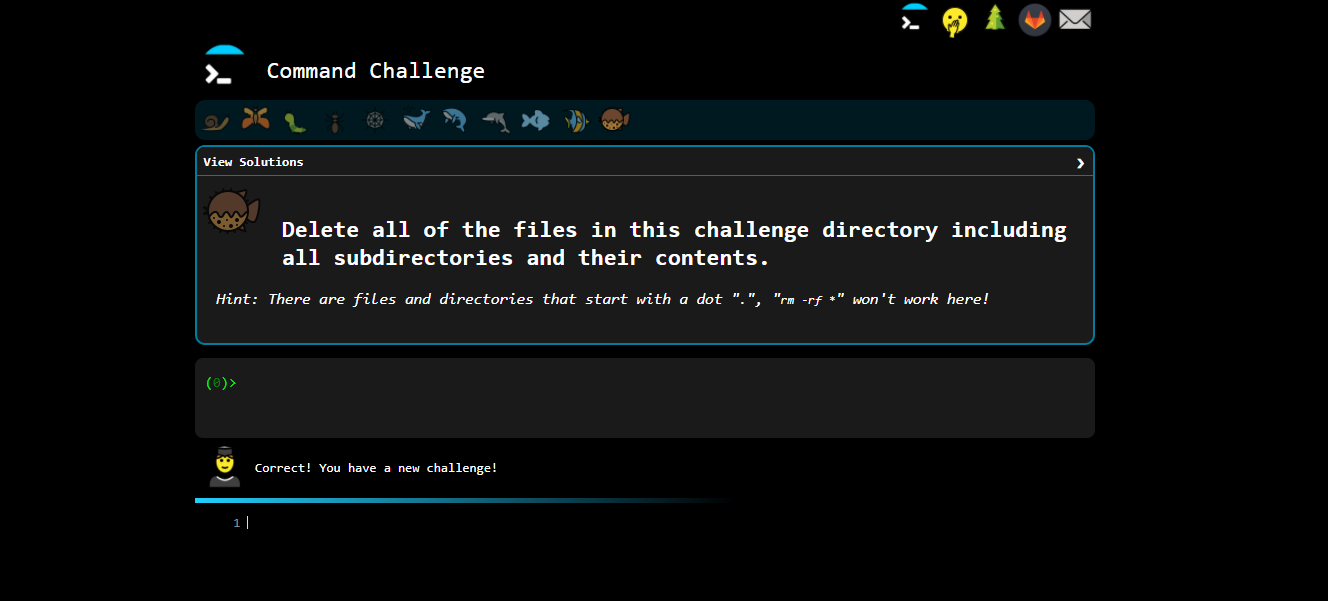 Command Challenge
View Solutions
Delete all of the files in this challenge directory including
all subdirectories and their contents.
Hint: There are files and directories that start with a dot ".", "rm -rf *" won't work here!
(0)>
Correct! You have a new challenge!
1